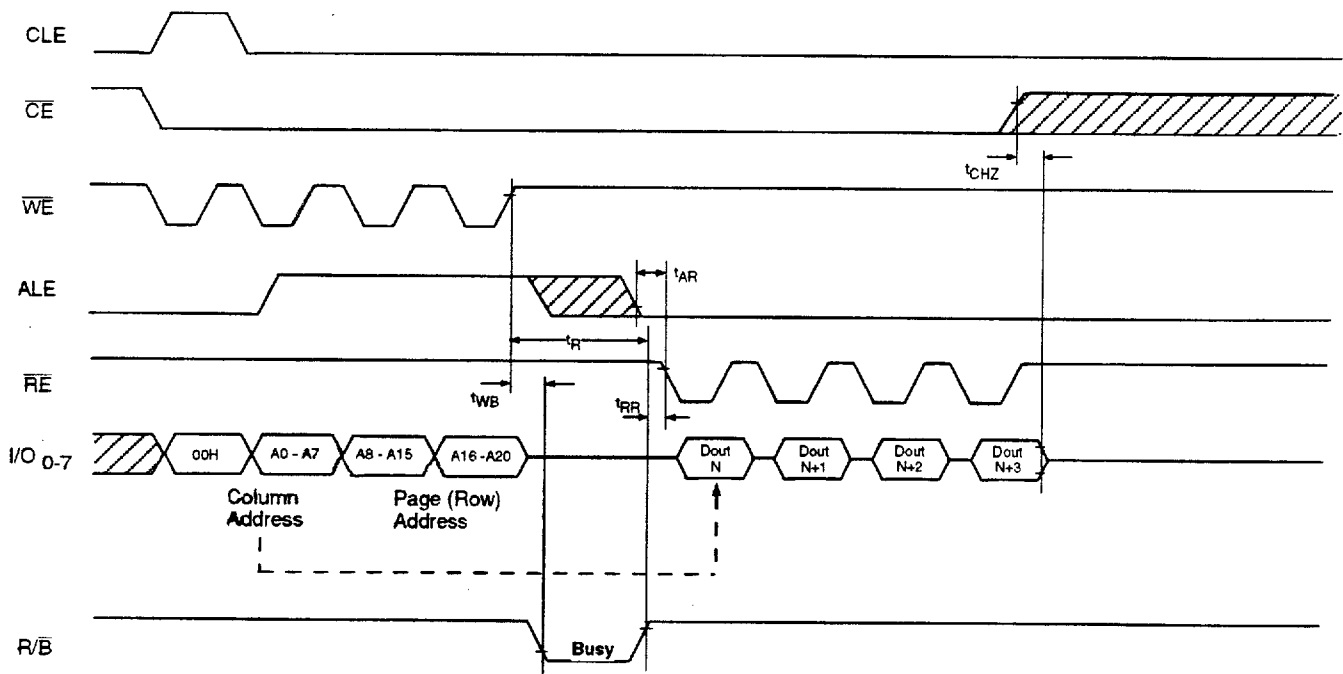 CLE
CE
tCHZ
WE
tAR
ALE
tR
RE
tWB
tRR
I/O 0-7
00H
A0 - A7
A8 - A15
A16 - A20
Dout N
Dout N+1
Dout N+2
Dout N+3
Column Address
Page (Row) Address
R/B
Busy